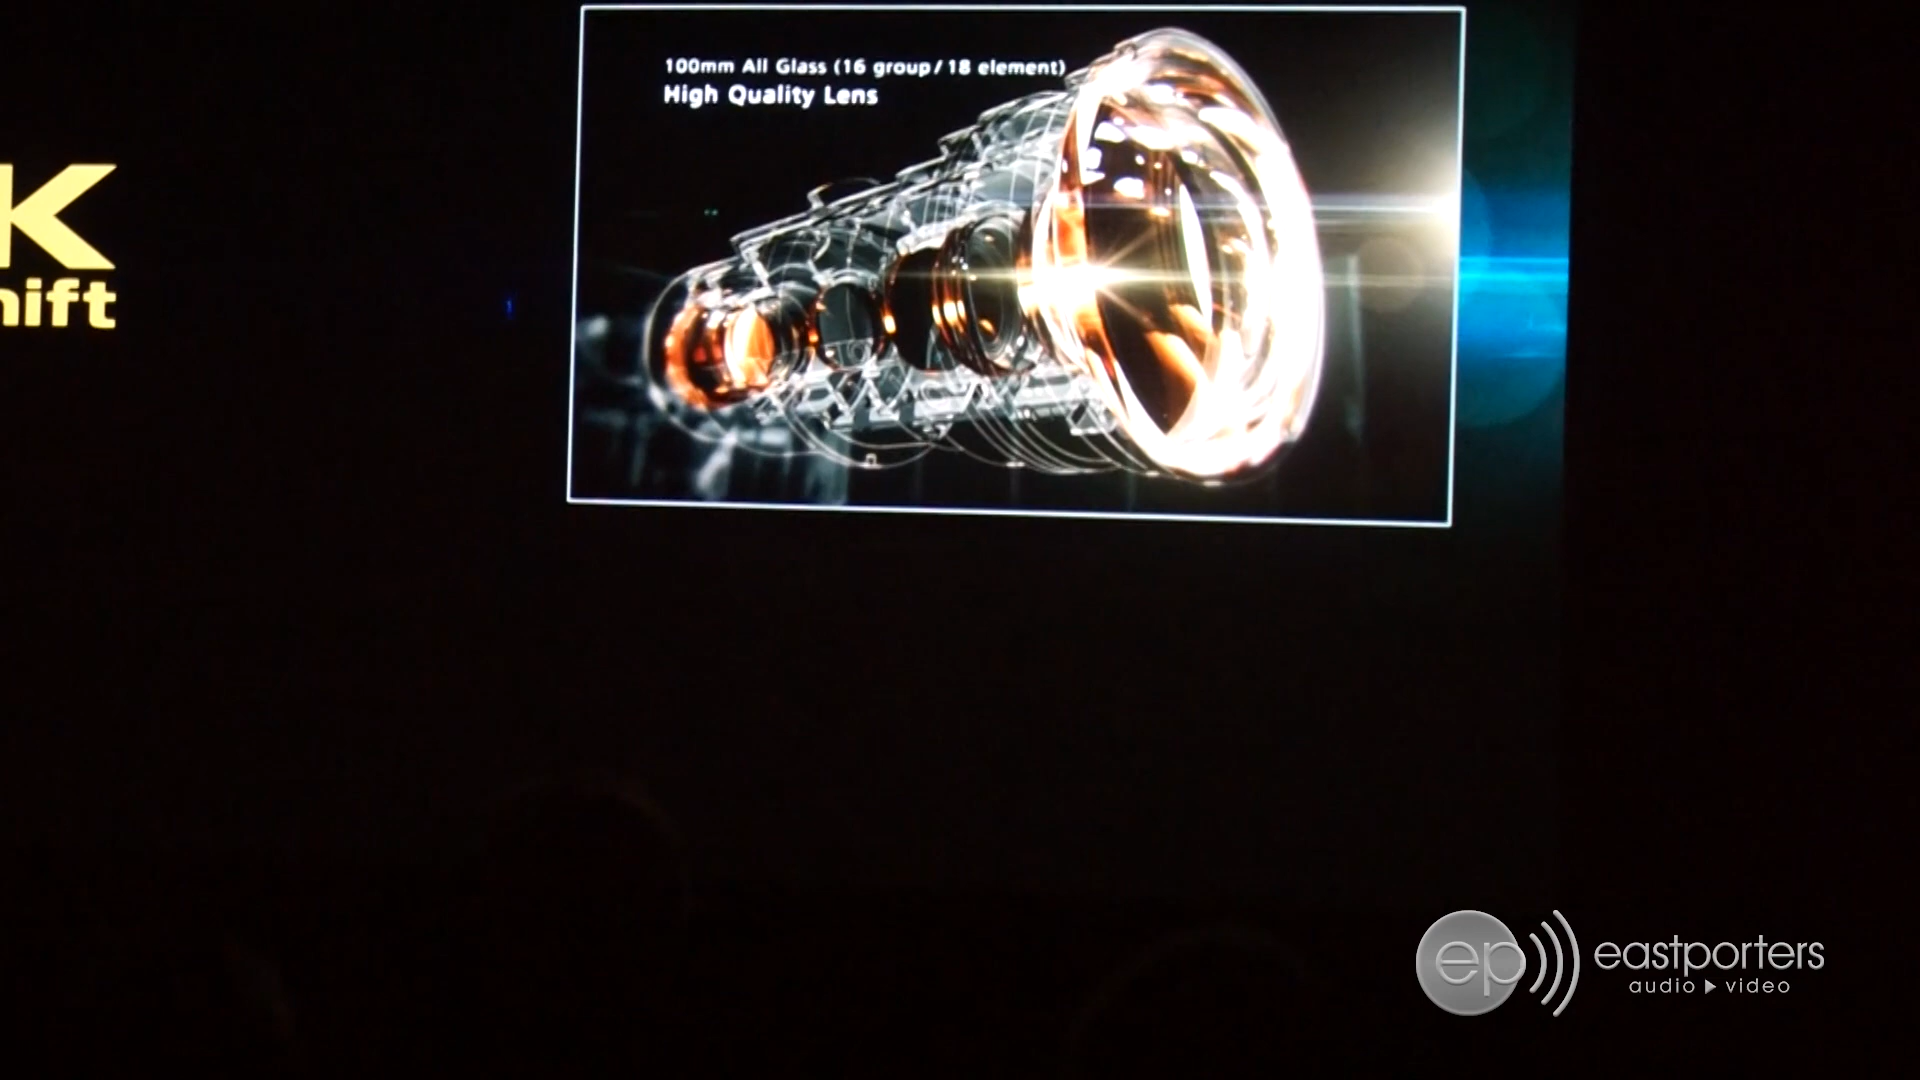 100mm All Glass (16 group / 18 element)
High Quality Lens
K
hift
ep
eastporters
audio video